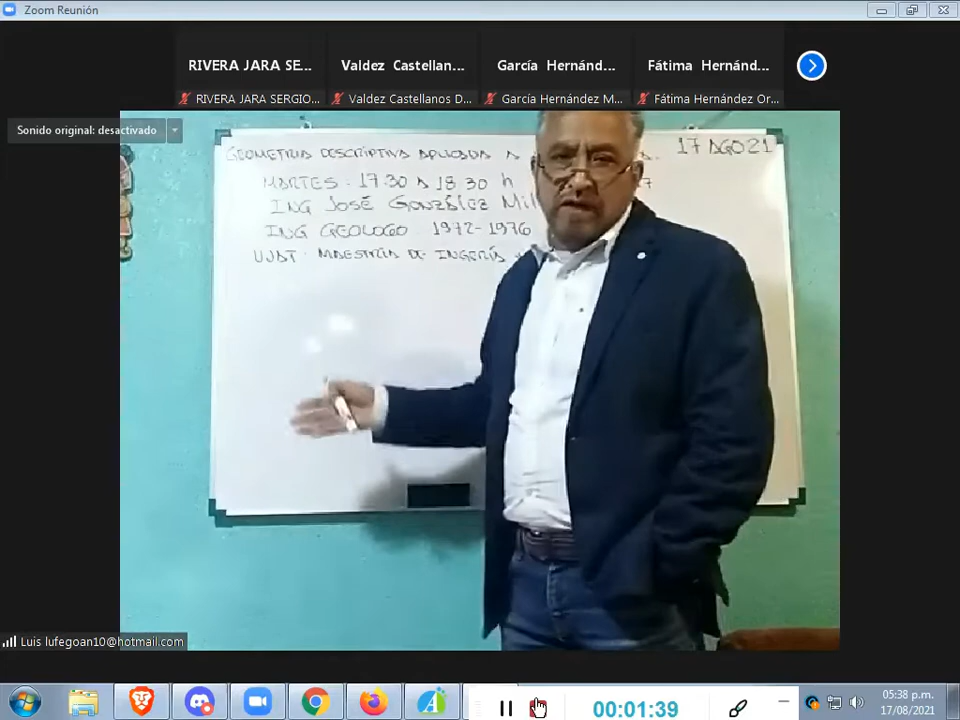 Zoom Reunión
RIVERA JARA SE...
Valdez Castellan...
García Hernánd...
Fátima Hernánd...
RIVERA JARA SERGIO...
Valdez Castellanos D...
García Hernández M...
Fátima Hernández Or...
Sonido original: desactivado
GEOMETRIA DESCRIPTIVA APLICADA A
17 AGO 21
MARTES - 17:30 A 18 30 h
ING JOSÉ GONZÁLEZ Mil
ING GEOLOGO 1972-1976
MAESTRÍA DE INGERÍA
Luis lufegoan10@hotmail.com
00:01:39
05:38 p.m.
17/08/2021